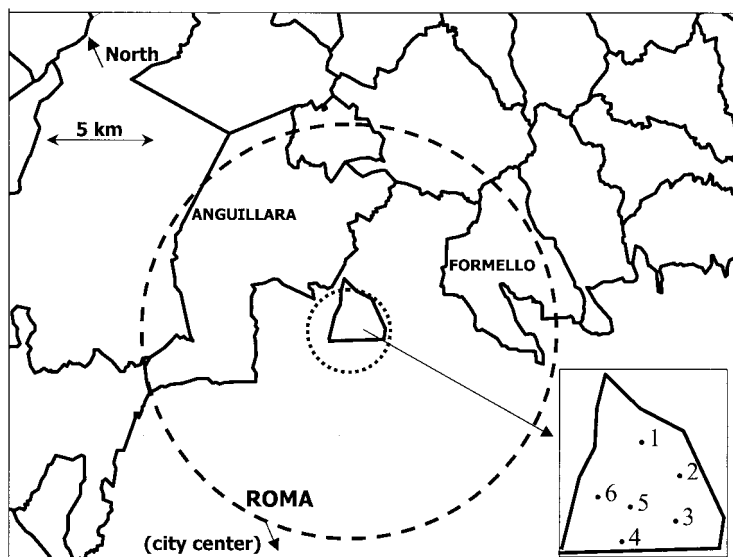 North
5 km
ANGUILLARA
FORMELLO
ROMA
(city center)
1
2
6
5
3
4